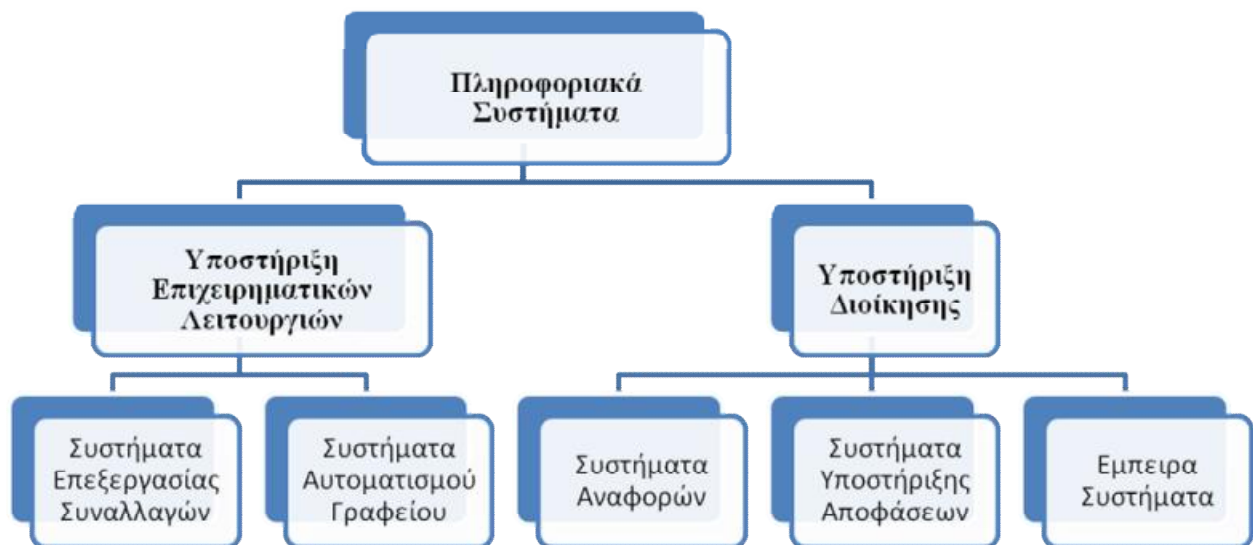 Πληροφοριακά
Συστήματα
Υποστήριξη
Επιχειρηματικών
Λειτουργιών
Υποστήριξη
Διοίκησης
Συστήματα
Επεξεργασίας
Συναλλαγών
Συστήματα
Αυτοματισμού
Γραφείου
Συστήματα
Αναφορών
Συστήματα
Υποστήριξης
Αποφάσεων
Εμπειρα
Συστήματα